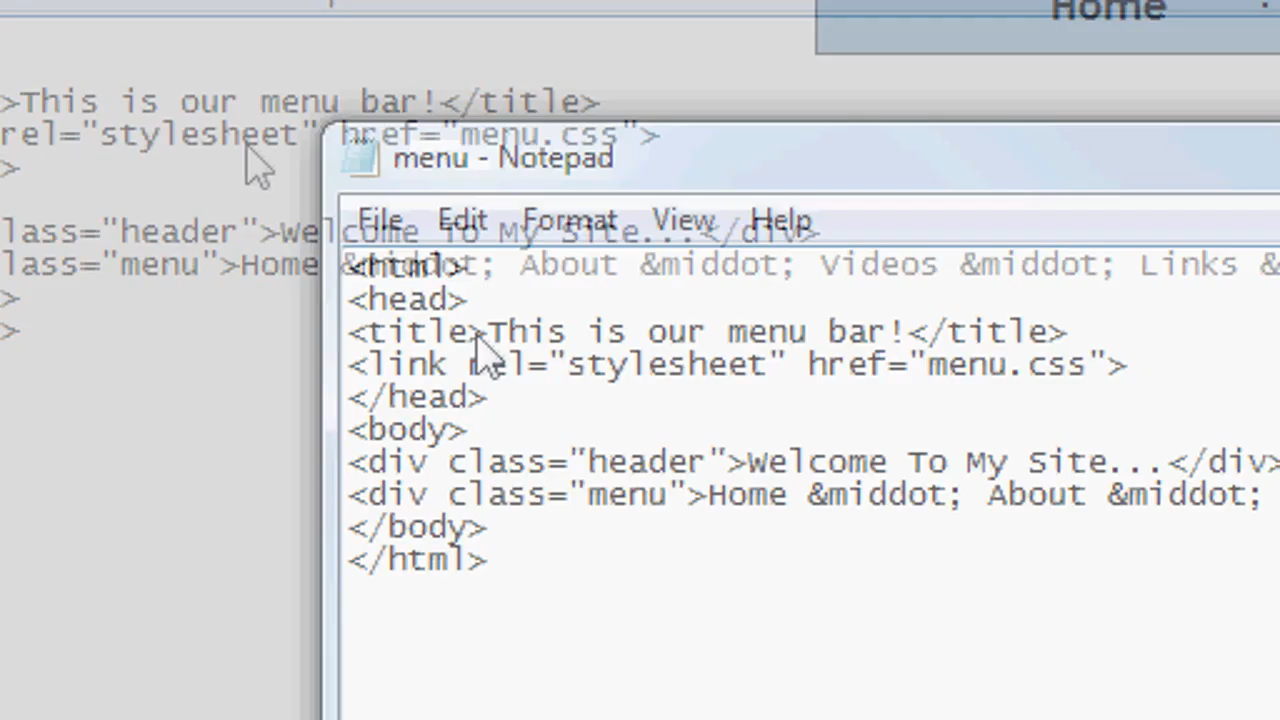 Home
>This is our menu bar!</title>
rel="stylesheet" href="menu.css">
>
lass="header">Welcome To My Site...</div>
lass="menu">Home &middot; About &middot; Videos &middot; Links &
>
>
menu - Notepad
File Edit Format View Help
<html>
<head>
<title>This is our menu bar!</title>
<link rel="stylesheet" href="menu.css">
</head>
<body>
<div class="header">Welcome To My Site...</div>
<div class="menu">Home &middot; About &middot;
</body>
</html>